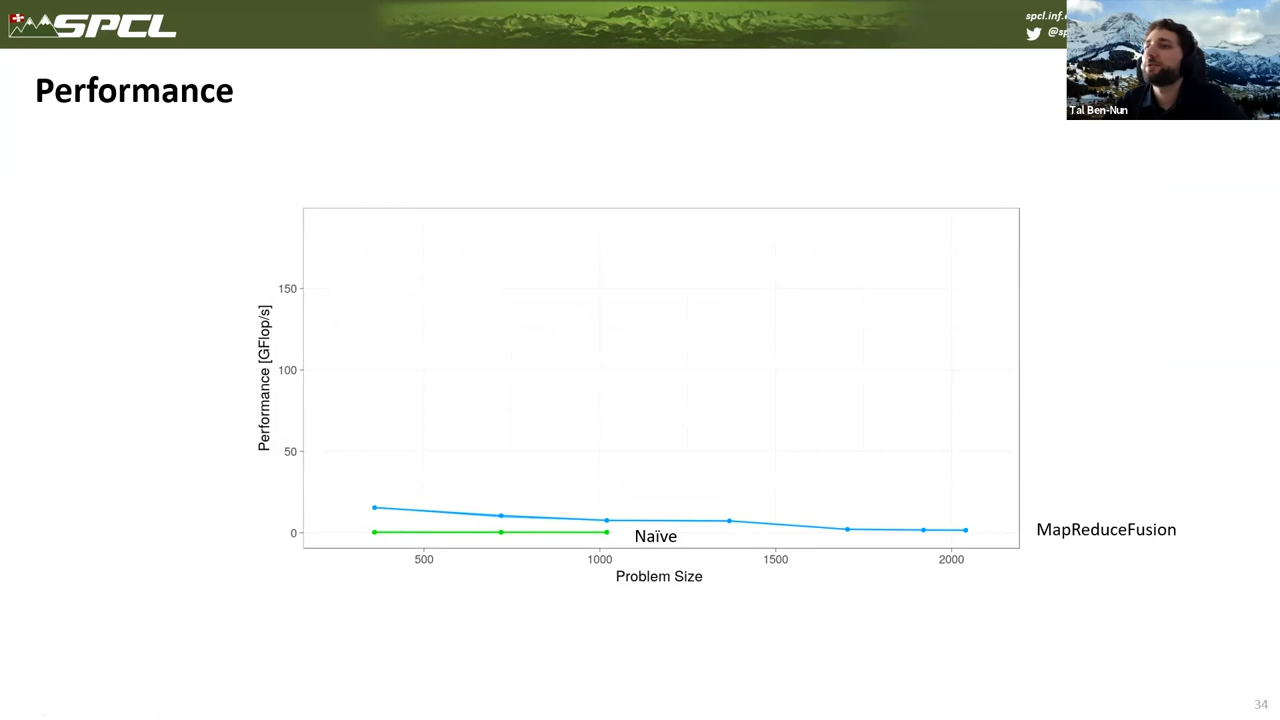 SPCL
spcl.inf.
@sp
Tal Ben-Nun
Performance
150
100
50
0
Performance [GFlop/s]
500
1000
1500
2000
Problem Size
Naïve
MapReduceFusion
34